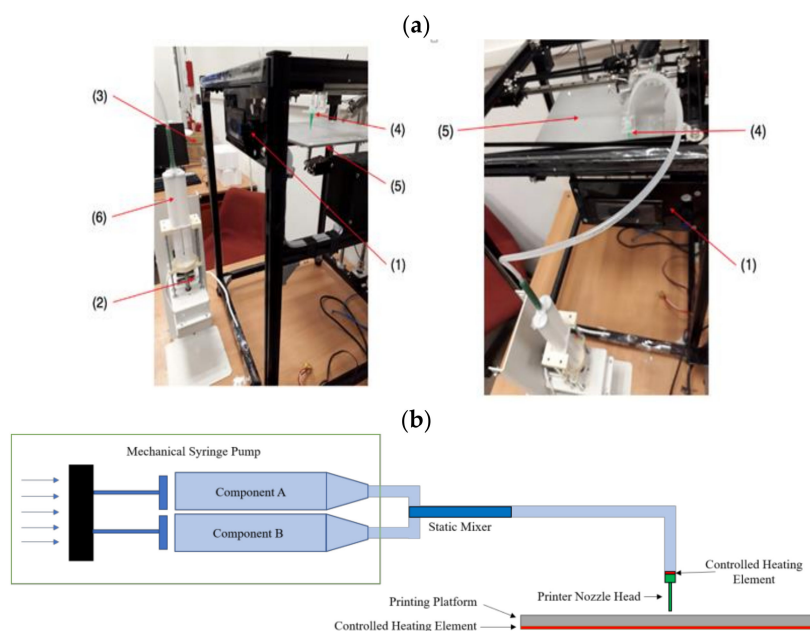 (a)
(3)
(4)
(5)
(6)
(1)
(2)
(5)
(4)
(1)
(b)
Mechanical Syringe Pump
Component A
Component B
Static Mixer
Controlled Heating
Element
Printer Nozzle Head
Printing Platform
Controlled Heating Element